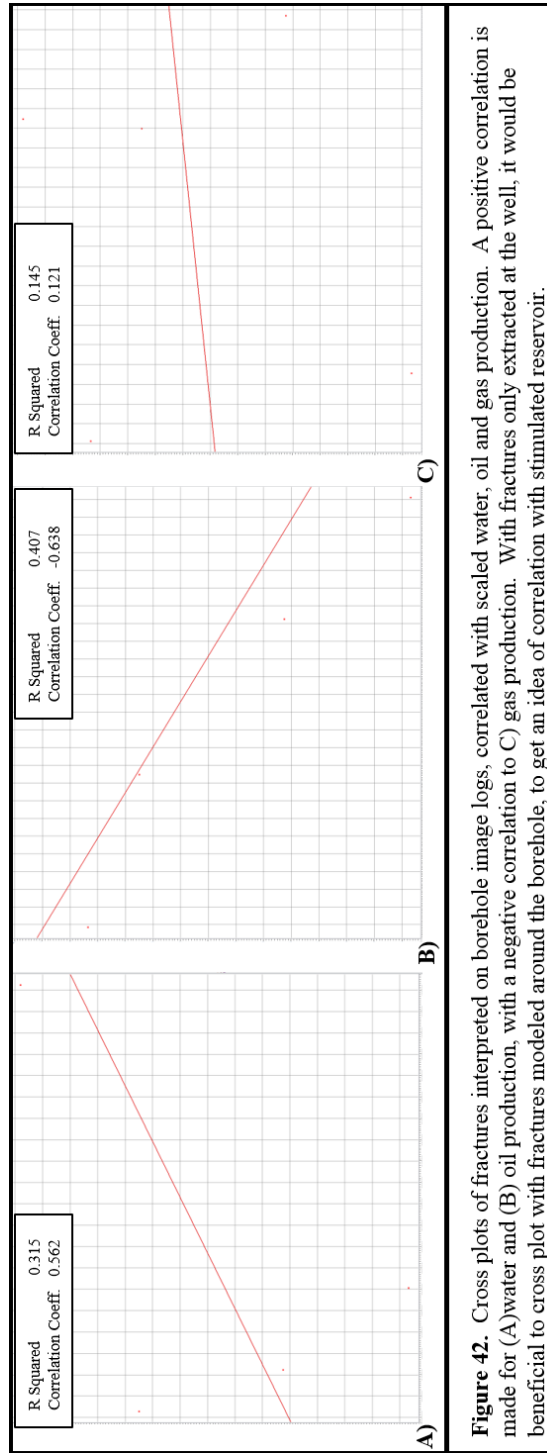 R Squared 0.315
Correlation Coeff. 0.562
A)
R Squared 0.407
Correlation Coeff. -0.638
B)
R Squared 0.145
Correlation Coeff. 0.121
C)
Figure 42. Cross plots of fractures interpreted on borehole image logs, correlated with scaled water, oil and gas production. A positive correlation is
made for (A)water and (B) oil production, with a negative correlation to C) gas production. With fractures only extracted at the well, it would be
beneficial to cross plot with fractures modeled around the borehole, to get an idea of correlation with stimulated reservoir.